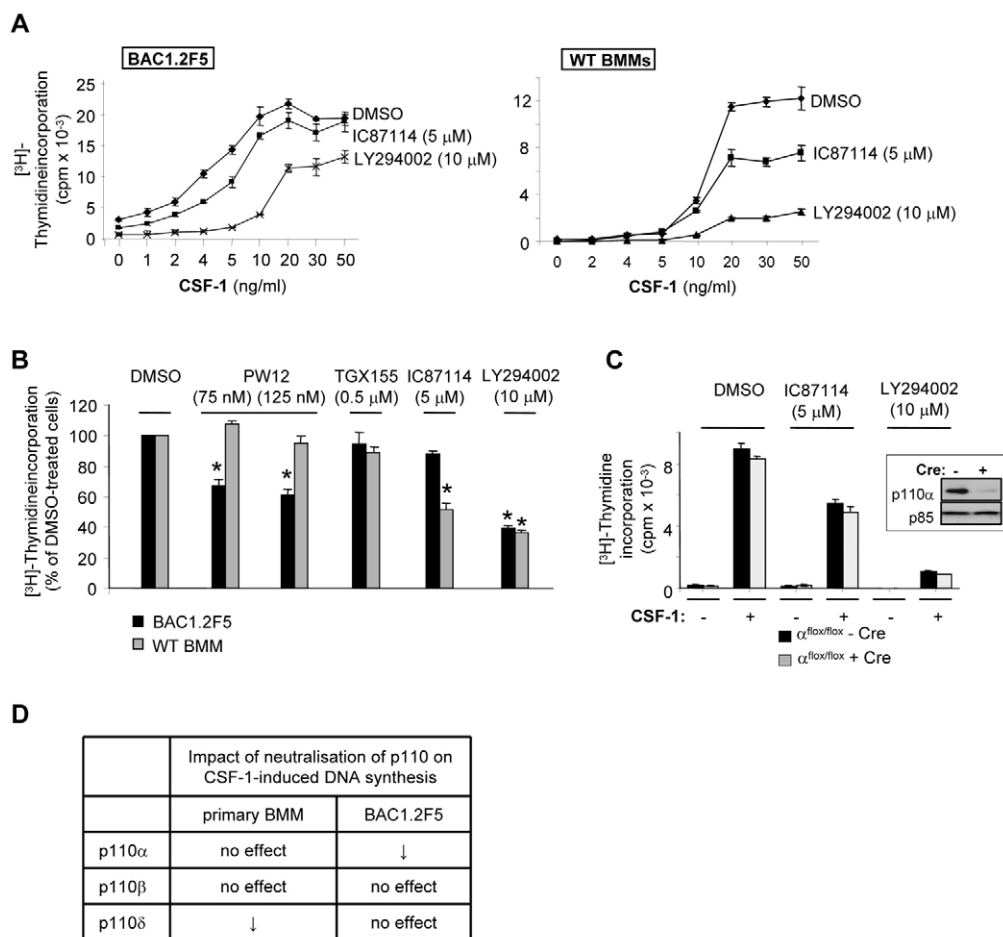 A
BAC1.2F5
[³H]-
Thymidineincorporation
(cpm x 10⁻³)
25
20
15
10
5
0
DMSO
IC87114 (5 μM)
LY294002 (10 μM)
0 1 2 4 5 10 20 30 50
CSF-1 (ng/ml)
WT BMMs
12
8
4
2
0
DMSO
IC87114 (5 μM)
LY294002 (10 μM)
0 2 4 5 10 20 30 50
CSF-1 (ng/ml)
B
DMSO PW12 TGX155 IC87114 LY294002
(75 nM) (125 nM) (0.5 μM) (5 μM) (10 μM)
[³H]-Thymidineincorporation
(% of DMSO-treated cells)
120
100
80
60
40
20
0
* * * * *
BAC1.2F5
WT BMM
C
DMSO IC87114 LY294002
(5 μM) (10 μM)
[³H]-Thymidine
incorporation
(cpm x 10⁻³)
8
4
0
Cre: - +
p110α
p85
CSF-1: - + - + - +
α flox/flox - Cre
α flox/flox + Cre
D
Impact of neutralisation of p110 on
CSF-1-induced DNA synthesis
primary BMM BAC1.2F5
p110α no effect ↓
p110β no effect no effect
p110δ ↓ no effect